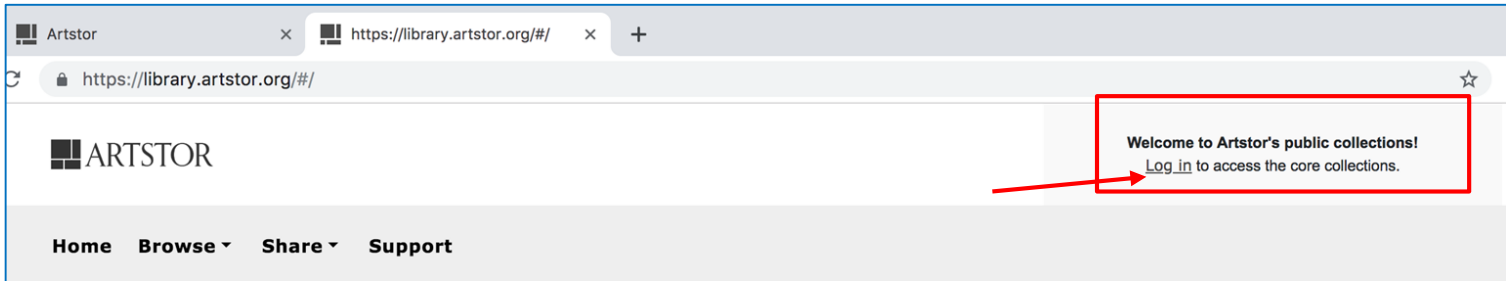 Artstor https://library.artstor.org/#/
https://library.artstor.org/#/
ARTSTOR
Welcome to Artstor's public collections!
Log in to access the core collections.
Home Browse Share Support